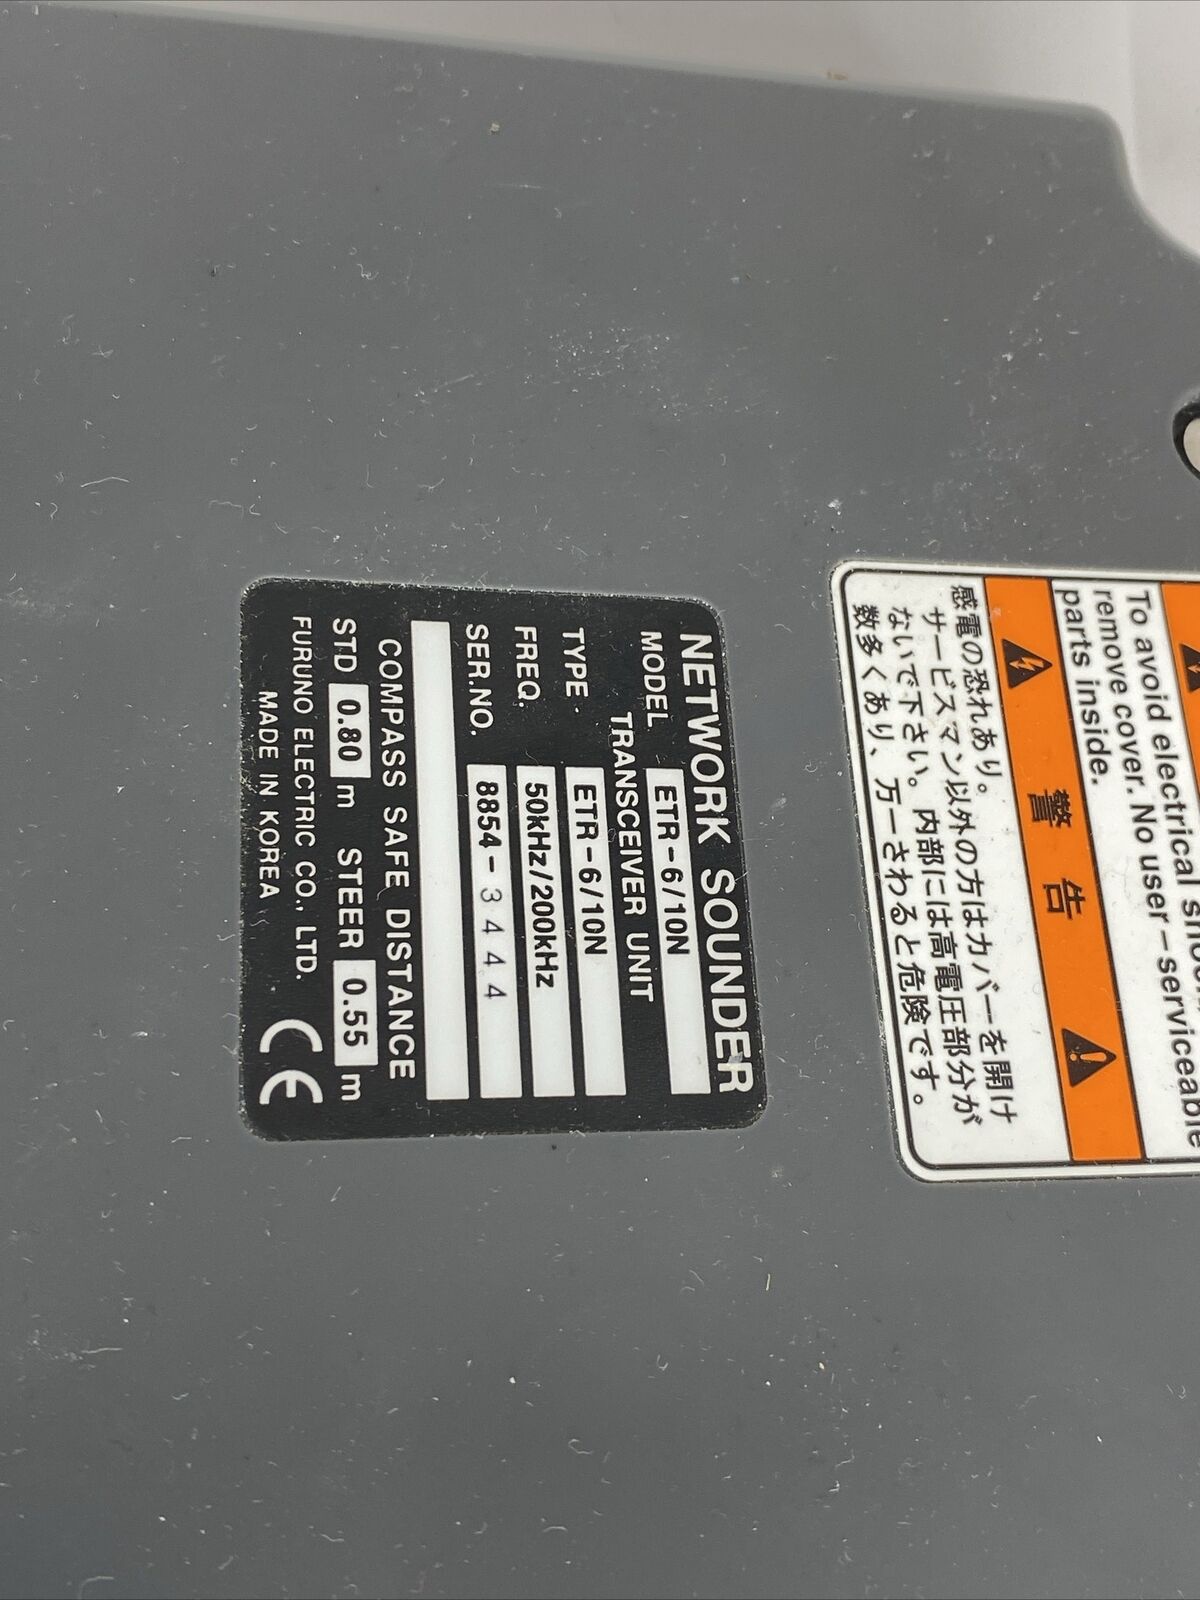 NETWORK SOUNDER
TRANSCEIVER UNIT
MODEL ETR-6/10N
TYPE ETR-6/10N
FREQ. 50kHz/200kHz
SER.NO. 8854-3444
COMPASS SAFE DISTANCE
STD 0.80 m STEER 0.55 m
FURUNO ELECTRIC CO., LTD.
MADE IN KOREA
CE
To avoid electrical
remove cover. No user-serviceable
parts inside.
警告
感電の恐れあり。
サービスマン以外の方はカバーを開け
ないで下さい。内部には高電圧部分が
数多くあり、万一さわると危険です。